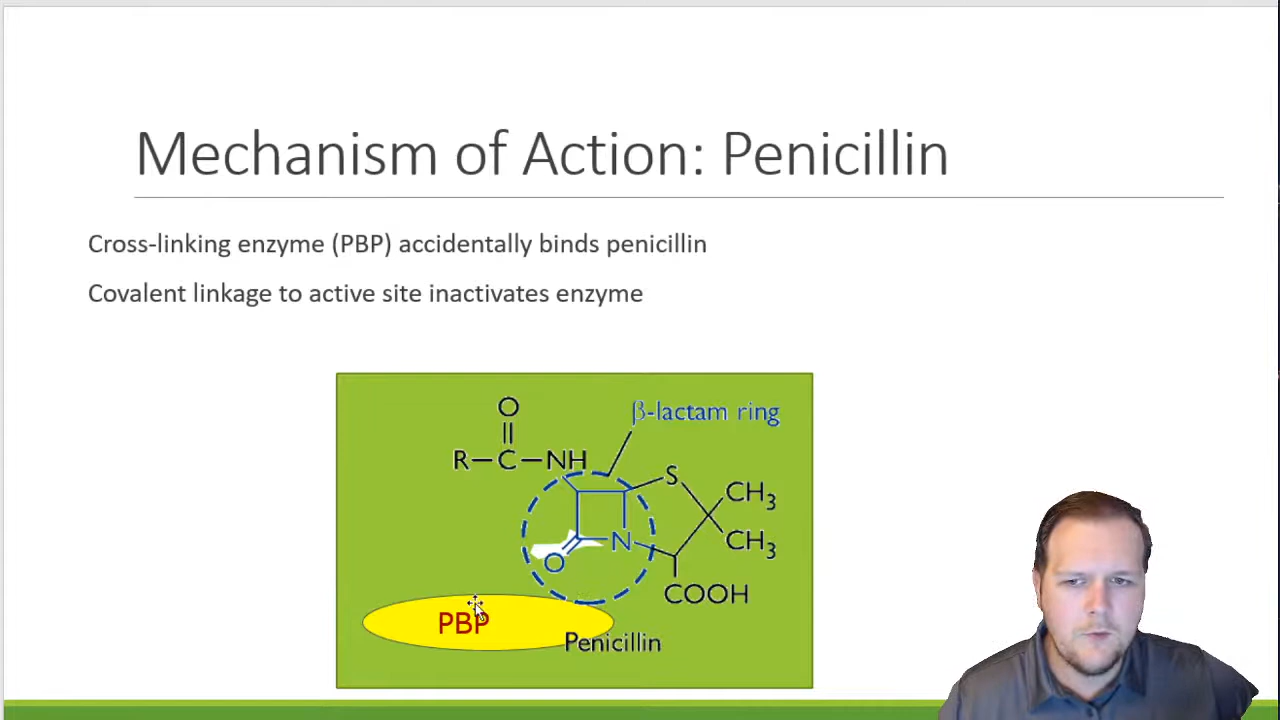 Mechanism of Action: Penicillin
Cross-linking enzyme (PBP) accidentally binds penicillin
Covalent linkage to active site inactivates enzyme
O
β-lactam ring
R—C—NH
S
CH3
N
CH3
O
COOH
PBP
Penicillin